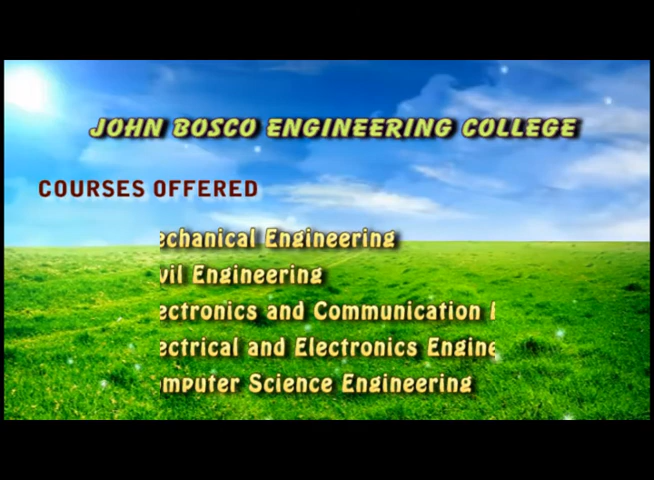 JOHN BOSCO ENGINEERING COLLEGE
COURSES OFFERED
echanical Engineering
vil Engineering
ectronics and Communication
ectrical and Electronics Engine
mputer Science Engineering